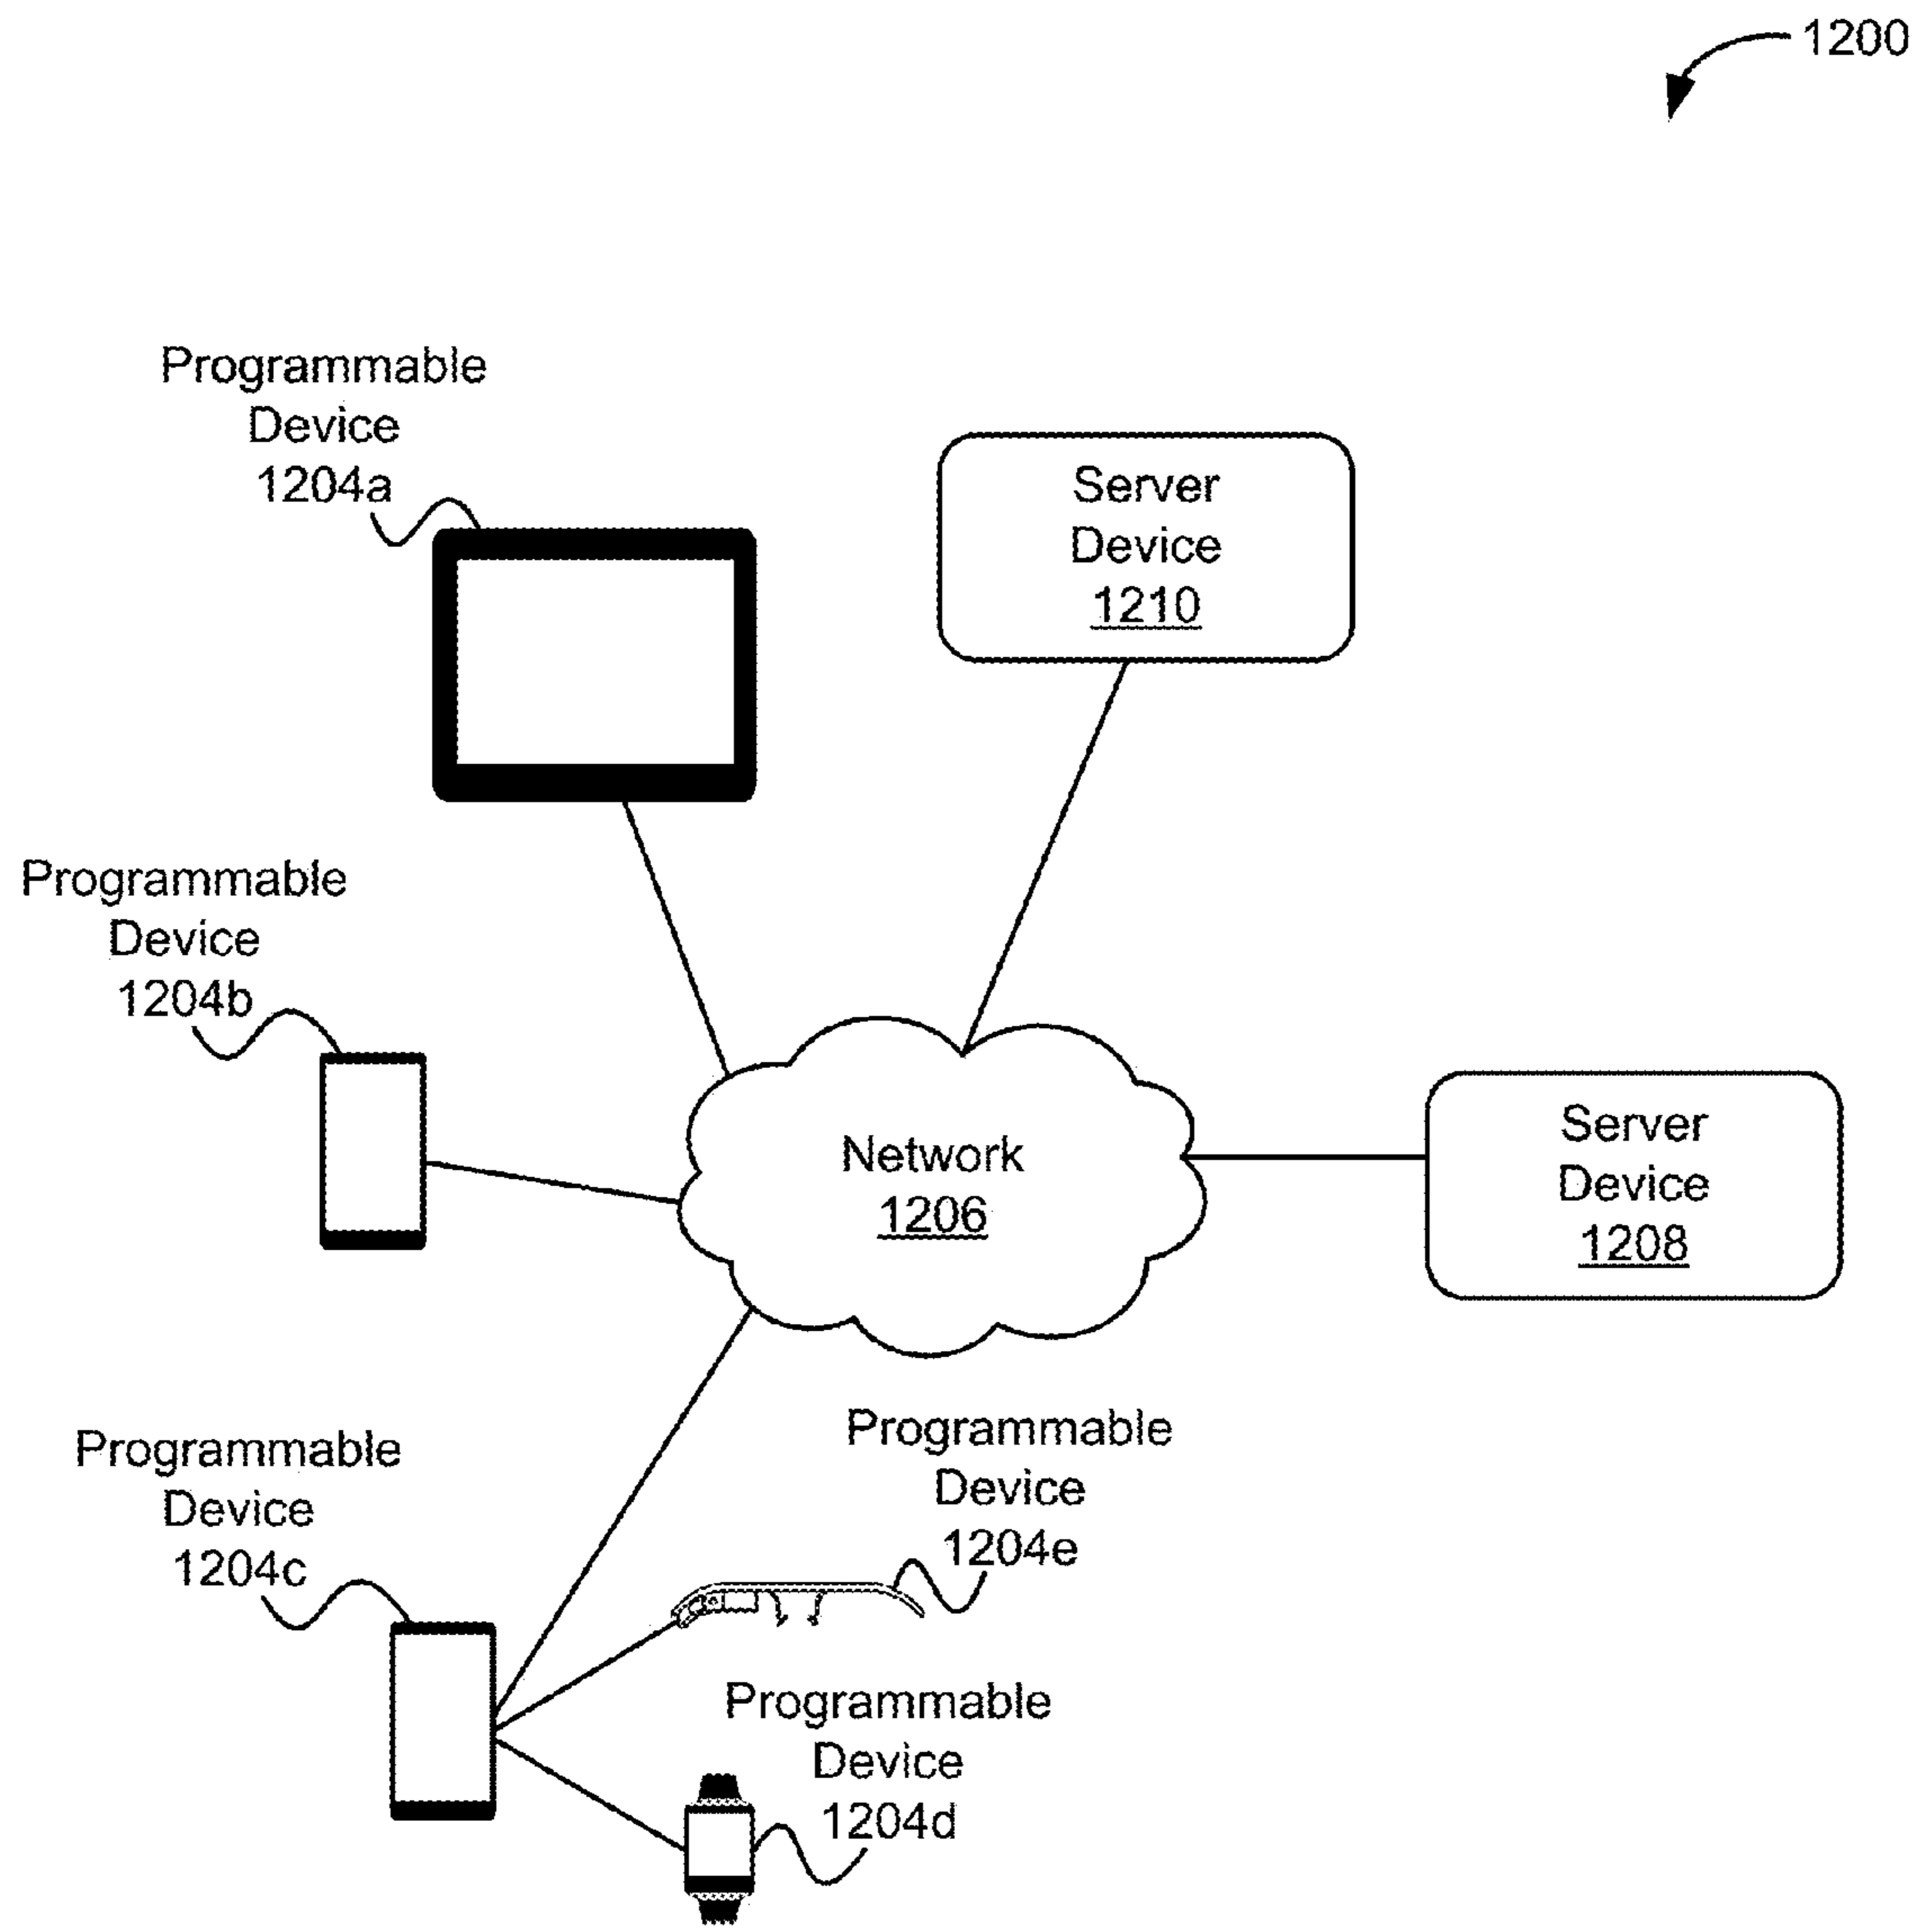 1200
Programmable
Device
1204a
Server
Device
1210
Programmable
Device
1204b
Network
1206
Server
Device
1208
Programmable
Device
1204c
Programmable
Device
1204e
Programmable
Device
1204d